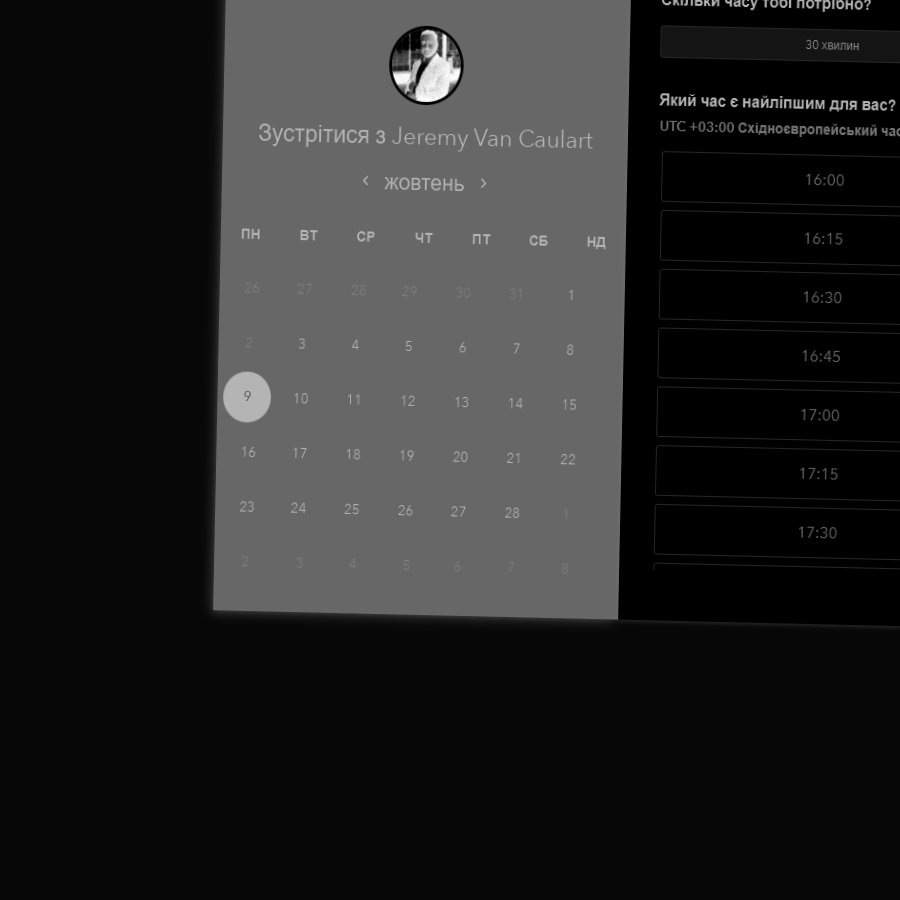 Зустрітися з Jeremy Van Caulart
‹ жовтень ›
ПН ВТ СР ЧТ ПТ СБ НД
26 27 28 29 30 31 1
2 3 4 5 6 7 8
9 10 11 12 13 14 15
16 17 18 19 20 21 22
23 24 25 26 27 28 1
2 3 4 5 6 7 8
Скільки часу тобі потрібно?
30 хвилин
Який час є найліпшим для вас?
UTC +03:00 Східноєвропейський час
16:00
16:15
16:30
16:45
17:00
17:15
17:30